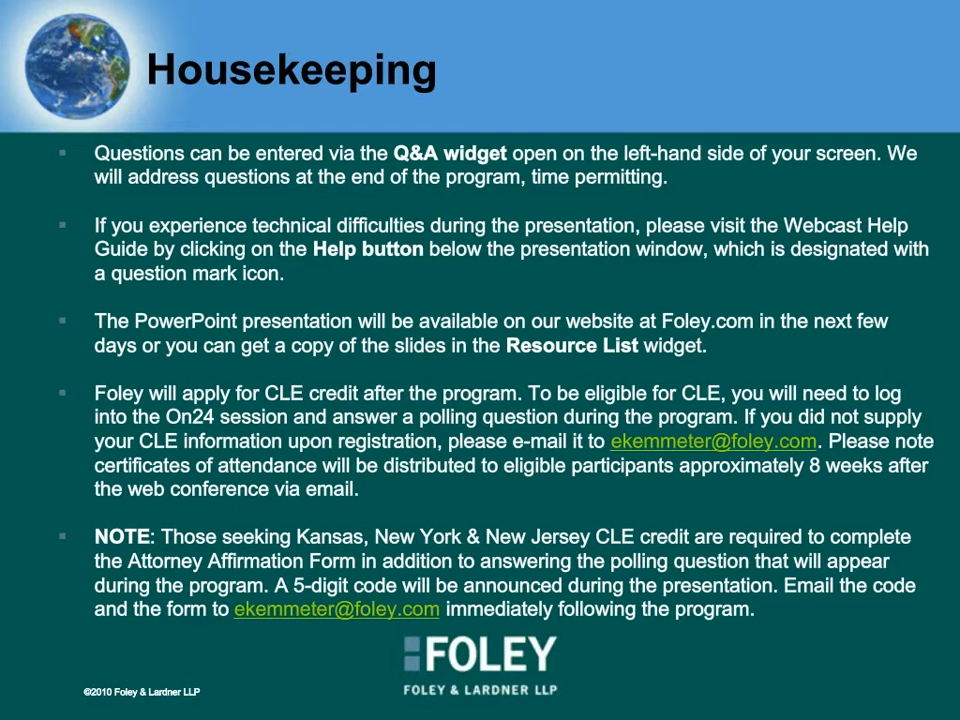 Housekeeping
▪ Questions can be entered via the Q&A widget open on the left-hand side of your screen. We
will address questions at the end of the program, time permitting.
▪ If you experience technical difficulties during the presentation, please visit the Webcast Help
Guide by clicking on the Help button below the presentation window, which is designated with
a question mark icon.
▪ The PowerPoint presentation will be available on our website at Foley.com in the next few
days or you can get a copy of the slides in the Resource List widget.
▪ Foley will apply for CLE credit after the program. To be eligible for CLE, you will need to log
into the On24 session and answer a polling question during the program. If you did not supply
your CLE information upon registration, please e-mail it to ekemmeter@foley.com. Please note
certificates of attendance will be distributed to eligible participants approximately 8 weeks after
the web conference via email.
▪ NOTE: Those seeking Kansas, New York & New Jersey CLE credit are required to complete
the Attorney Affirmation Form in addition to answering the polling question that will appear
during the program. A 5-digit code will be announced during the presentation. Email the code
and the form to ekemmeter@foley.com immediately following the program.
FOLEY
FOLEY & LARDNER LLP
©2010 Foley & Lardner LLP